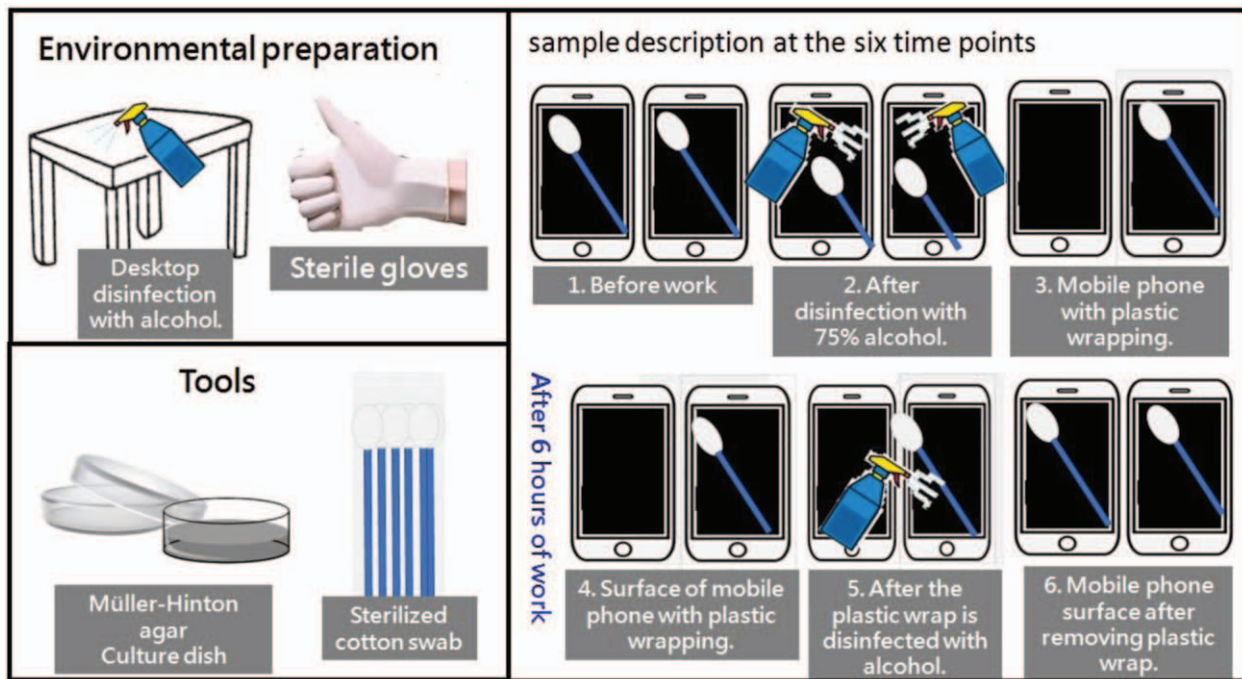 Environmental preparation
Desktop
disinfection
with alcohol.
Sterile gloves
Tools
Müller-Hinton
agar
Culture dish
Sterilized
cotton swab
sample description at the six time points
1. Before work
2. After
disinfection with
75% alcohol.
3. Mobile phone
with plastic
wrapping.
After 6 hours of work
4. Surface of mobile
phone with plastic
wrapping.
5. After the
plastic wrap is
disinfected with
alcohol.
6. Mobile phone
surface after
removing plastic
wrap.